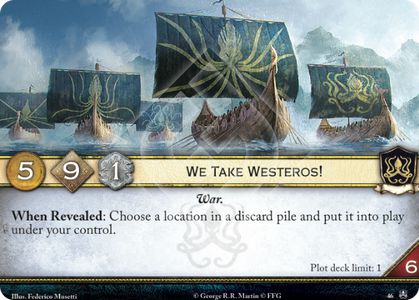 5 9 1 WE TAKE WESTEROS!
War.
When Revealed: Choose a location in a discard pile and put it into play
under your control.
Plot deck limit: 1
6
Illus. Federico Musetti © George R.R. Martin © FFG 46